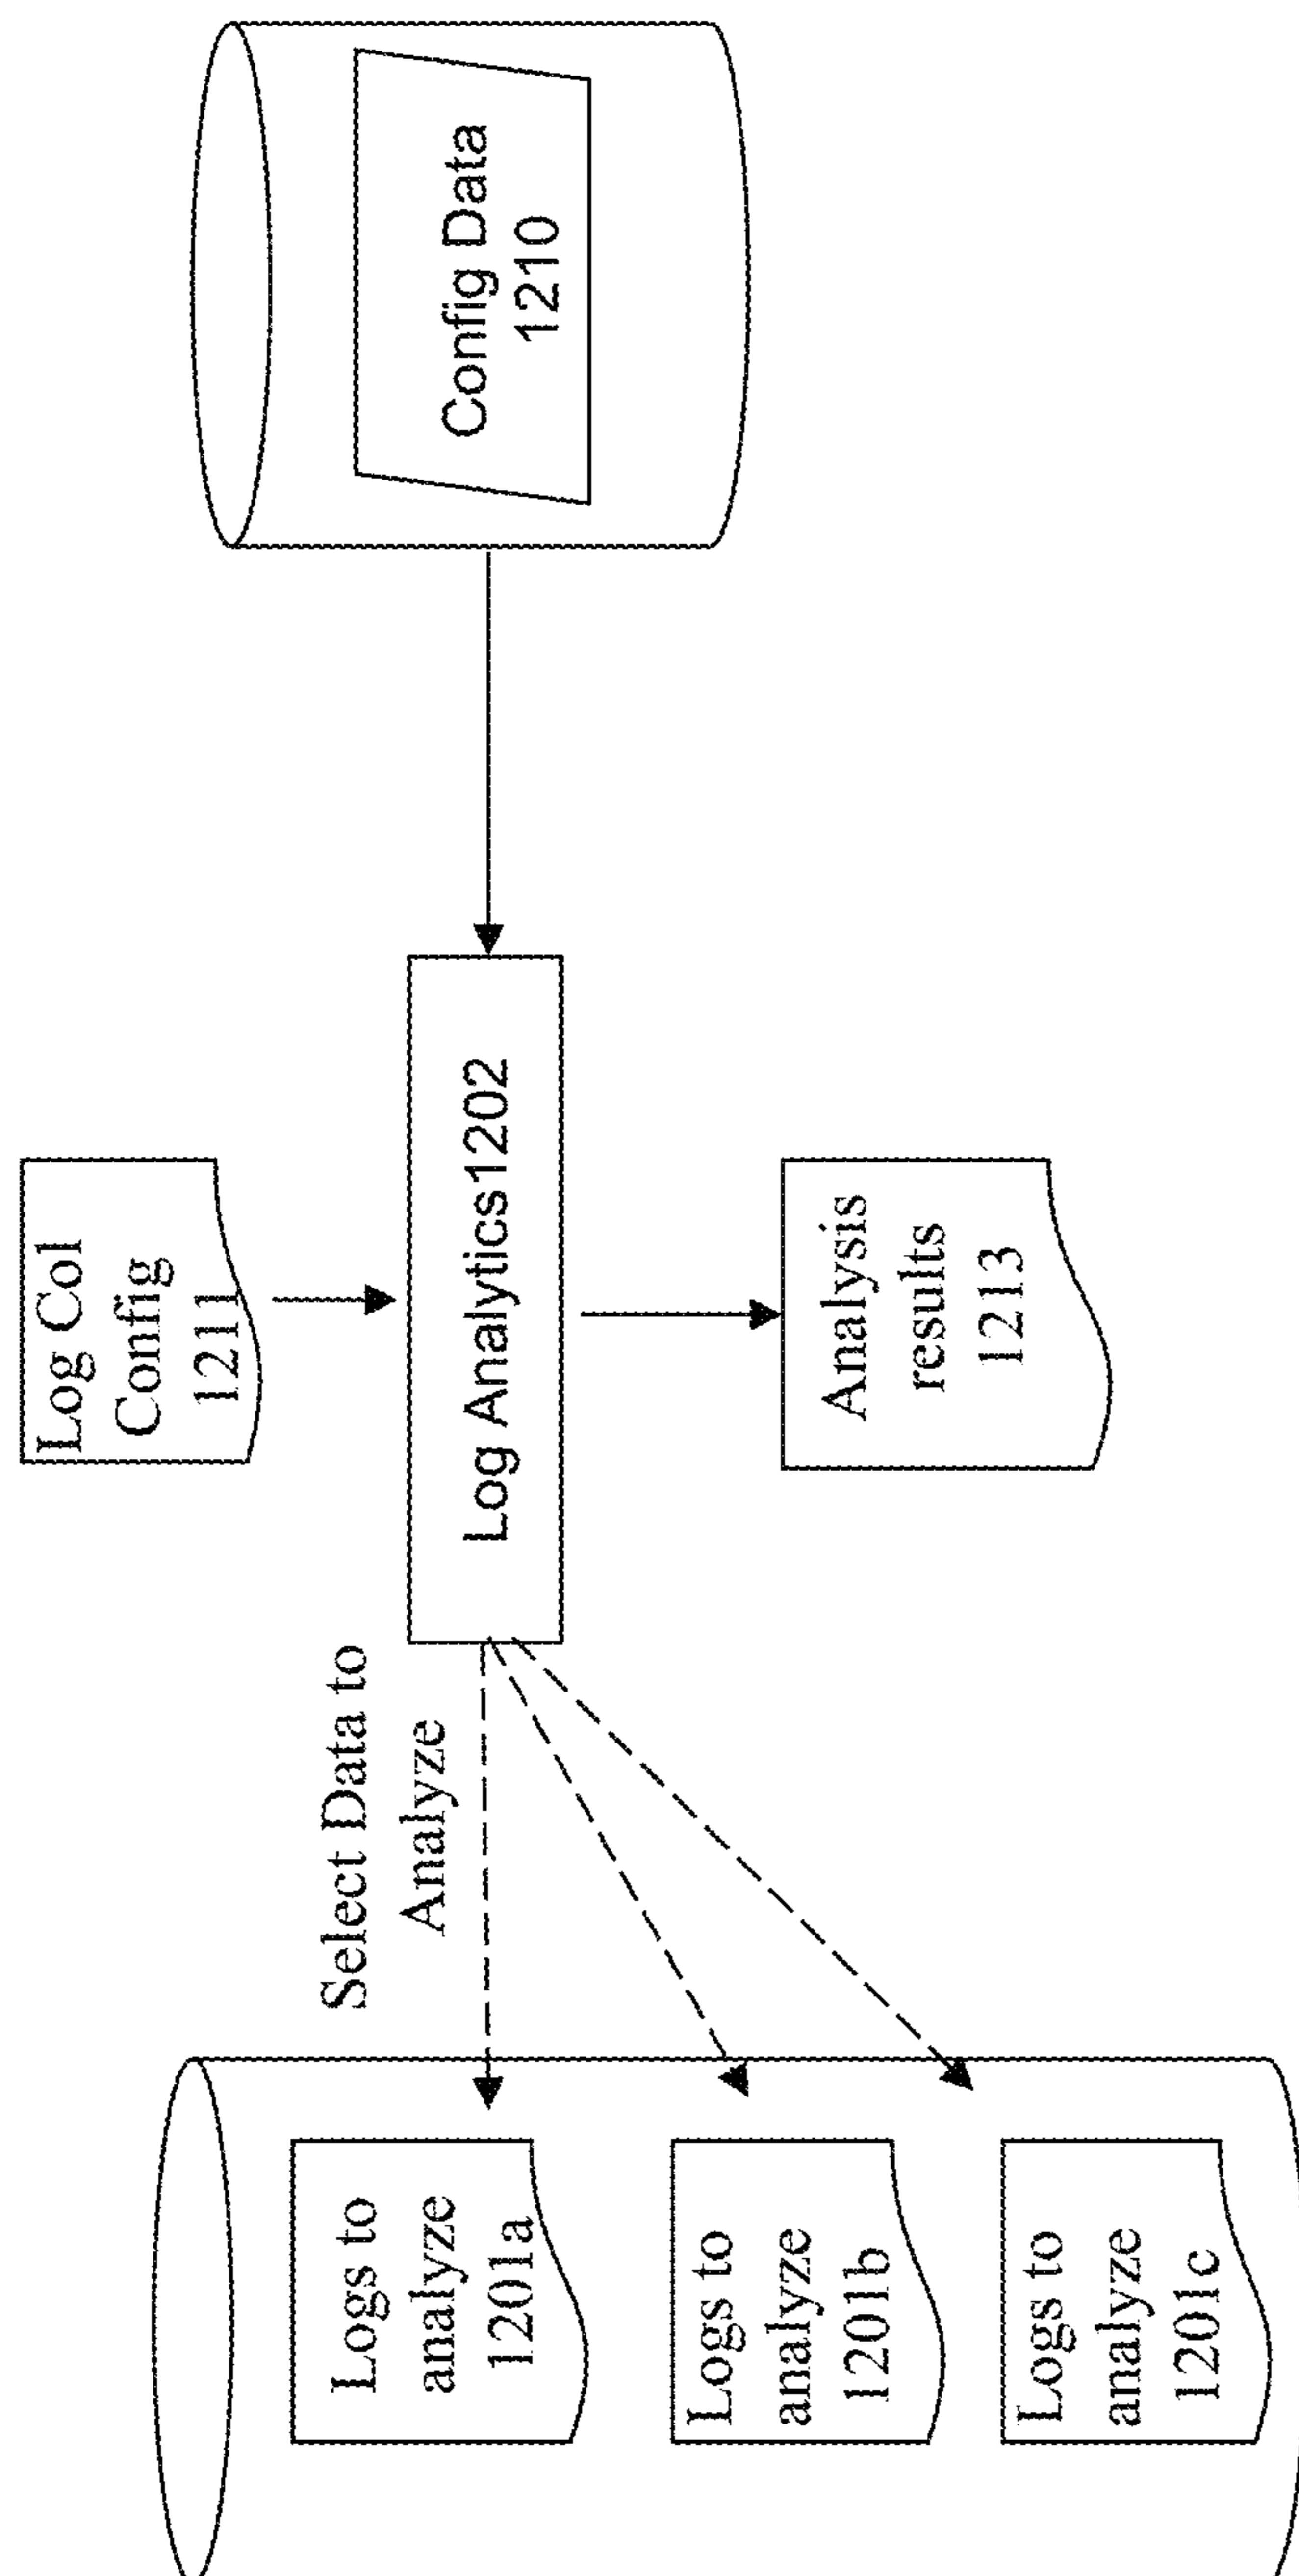 Log Col
Config
1211
Config Data
1210
Log Analytics1202
Select Data to
Analyze
Logs to
analyze
1201a
Logs to
analyze
1201b
Logs to
analyze
1201c
Analysis
results
1213